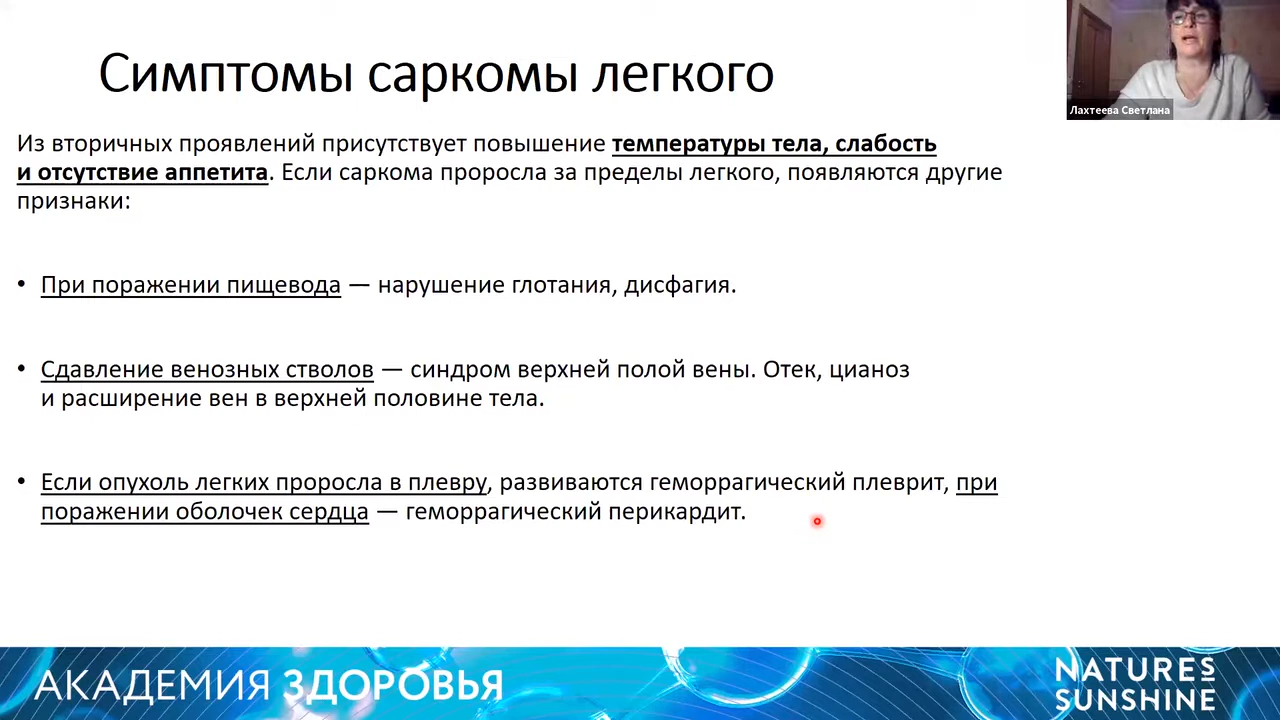 Симптомы саркомы легкого
Лахтеева Светлана
Из вторичных проявлений присутствует повышение температуры тела, слабость
и отсутствие аппетита. Если саркома проросла за пределы легкого, появляются другие
признаки:
• При поражении пищевода — нарушение глотания, дисфагия.
• Сдавление венозных стволов — синдром верхней полой вены. Отек, цианоз
и расширение вен в верхней половине тела.
• Если опухоль легких проросла в плевру, развиваются геморрагический плеврит, при
поражении оболочек сердца — геморрагический перикардит.
АКАДЕМИЯ ЗДОРОВЬЯ
NATURES
SUNSHINE